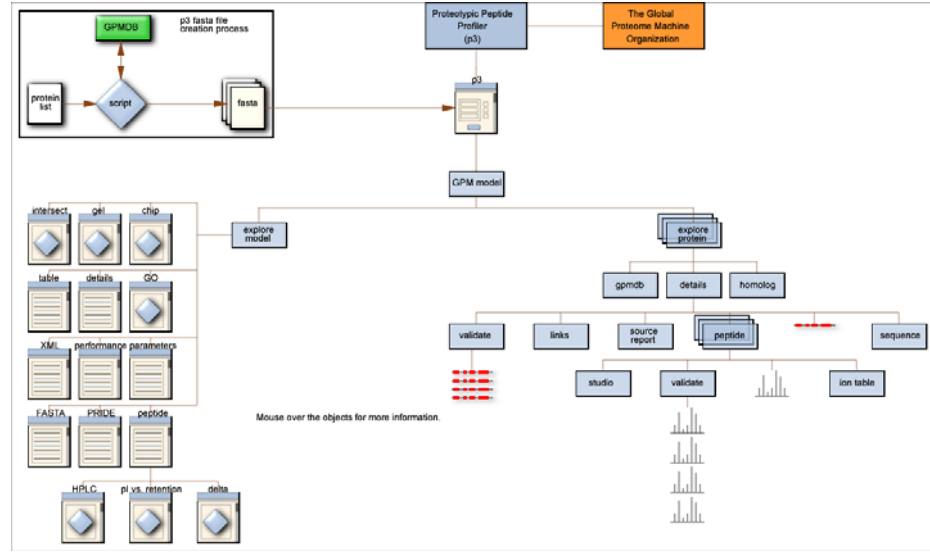 GPMDB
p3 fasta file
creation process
protein
list
script
fasta
Proteotypic Peptide
Profiler
(p3)
The Global
Proteome Machine
Organization
p3
GPM model
explore
model
explore
protein
intersect gel chip
table details GO
XML performance parameters
FASTA PRIDE peptide
HPLC pI vs. retention delta
gpmdb details homolog
validate links source
report peptide sequence
studio validate ion table
Mouse over the objects for more information.